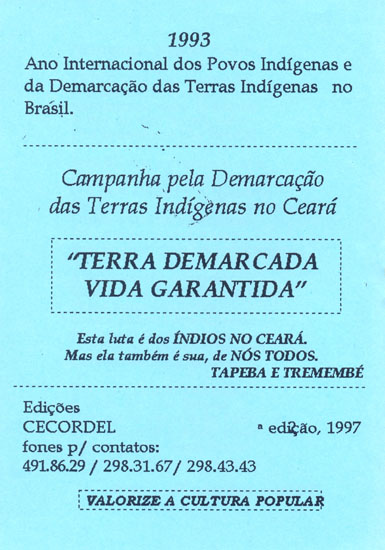 1993
Ano Internacional dos Povos Indígenas e
da Demarcação das Terras Indígenas no
Brasil.
Campanha pela Demarcação
das Terras Indígenas no Ceará
"TERRA DEMARCADA
VIDA GARANTIDA"
Esta luta é dos ÍNDIOS NO CEARÁ.
Mas ela também é sua, de NÓS TODOS.
TAPEBA E TREMEMBÉ
Edições
CECORDEL ª edição, 1997
fones p/ contatos:
491.86.29 / 298.31.67/ 298.43.43
VALORIZE A CULTURA POPULAR